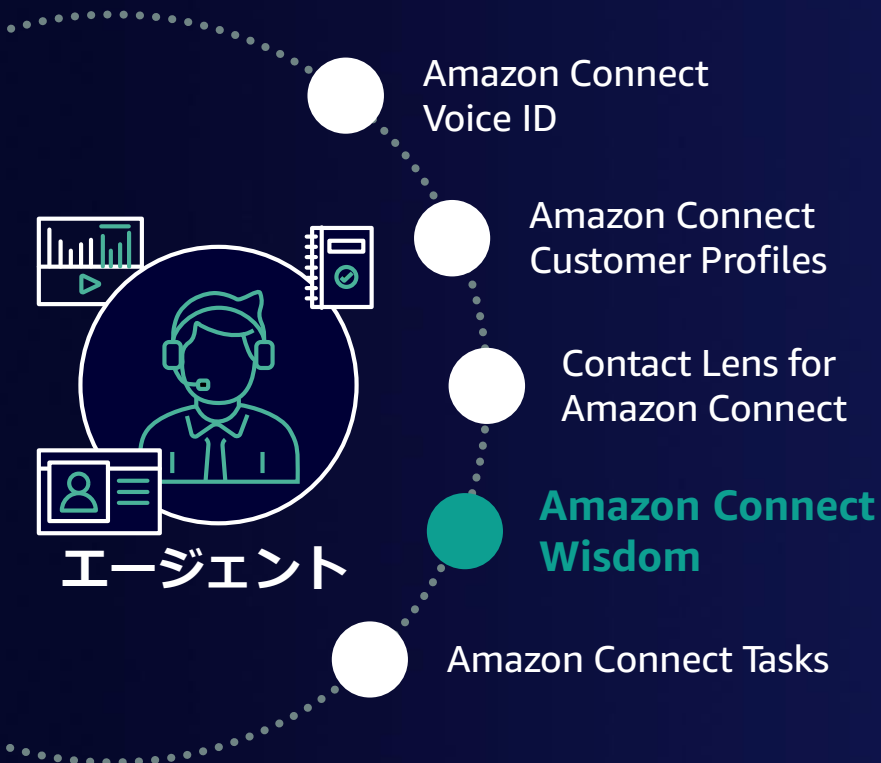 Amazon Connect
Voice ID
Amazon Connect
Customer Profiles
Contact Lens for
Amazon Connect
Amazon Connect
Wisdom
エージェント
Amazon Connect Tasks